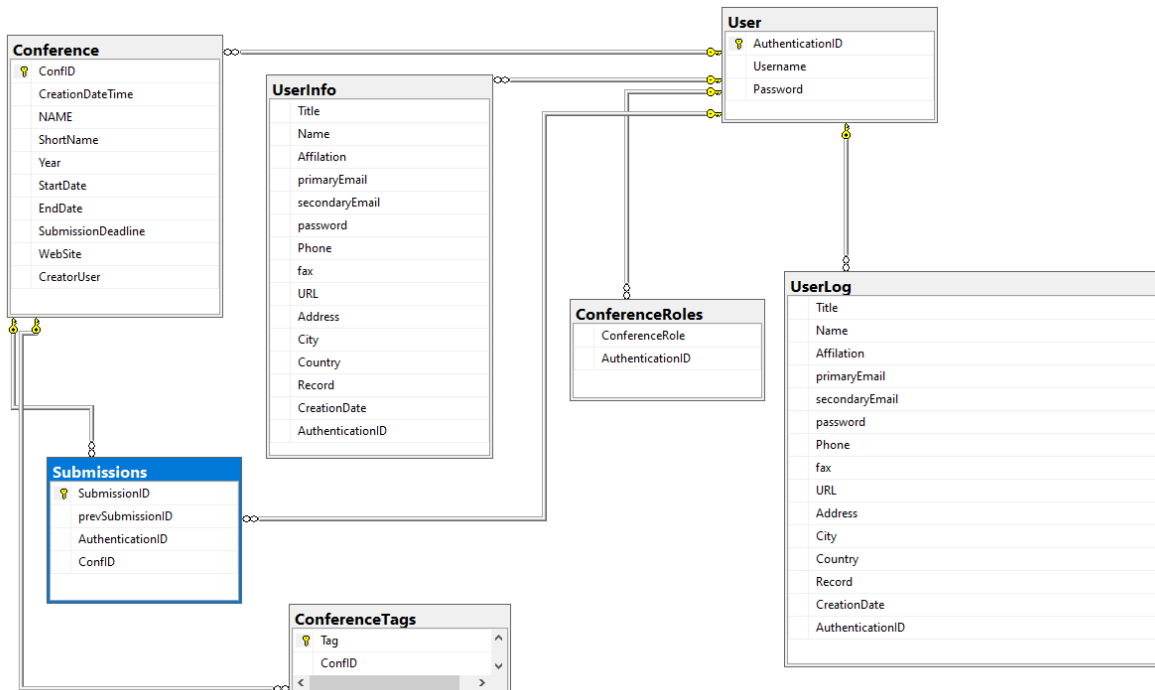 Conference
ConfID
CreationDateTime
NAME
ShortName
Year
StartDate
EndDate
SubmissionDeadline
WebSite
CreatorUser
UserInfo
Title
Name
Affilation
primaryEmail
secondaryEmail
password
Phone
fax
URL
Address
City
Country
Record
CreationDate
AuthenticationID
User
AuthenticationID
Username
Password
ConferenceRoles
ConferenceRole
AuthenticationID
UserLog
Title
Name
Affilation
primaryEmail
secondaryEmail
password
Phone
fax
URL
Address
City
Country
Record
CreationDate
AuthenticationID
Submissions
SubmissionID
prevSubmissionID
AuthenticationID
ConfID
ConferenceTags
Tag
ConfID